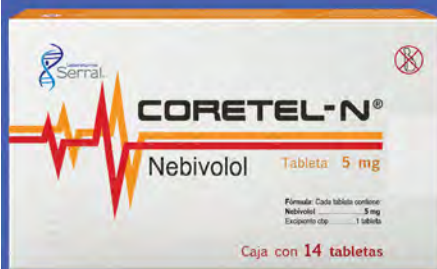 Laboratorios
Serral
CORETEL-N®
Nebivolol
Tableta 5 mg
Fórmula: Cada tableta contiene:
Nebivolol ............... 5 mg
Excipiente cbp ............ 1 tableta
Caja con 14 tabletas